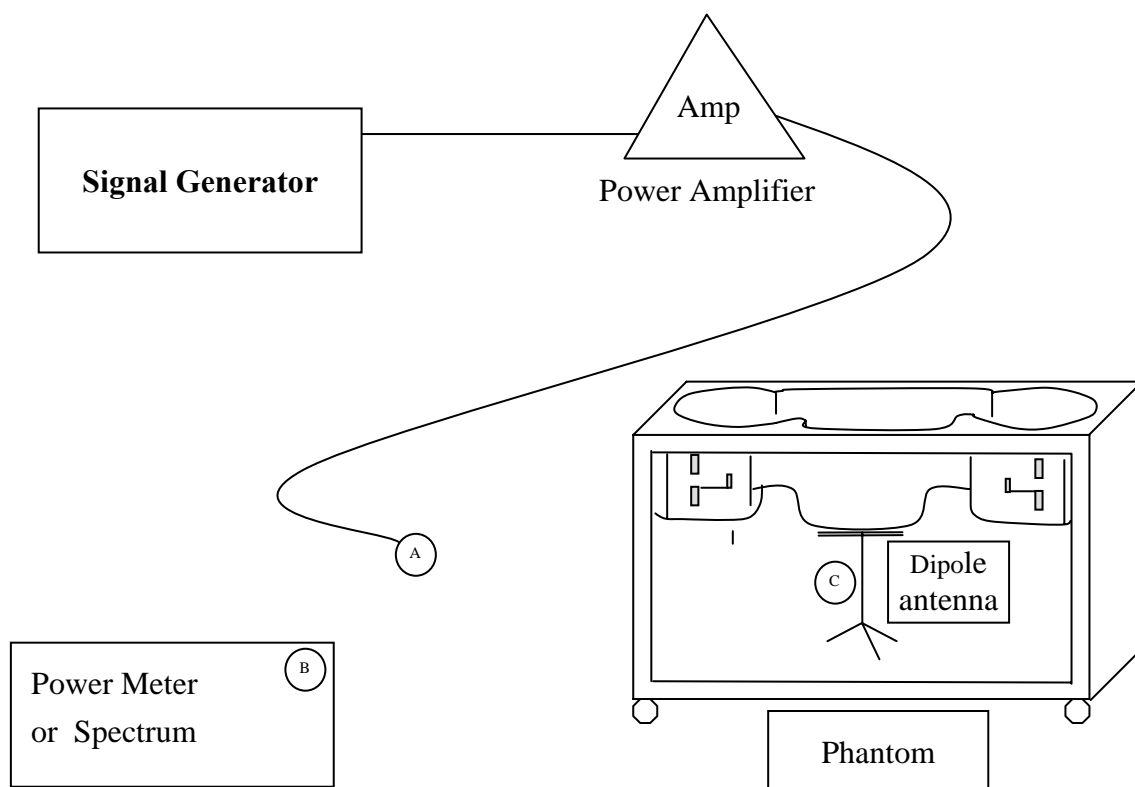 Amp
Signal Generator
Power Amplifier
A
C
Dipole
antenna
B
Power Meter
or Spectrum
Phantom